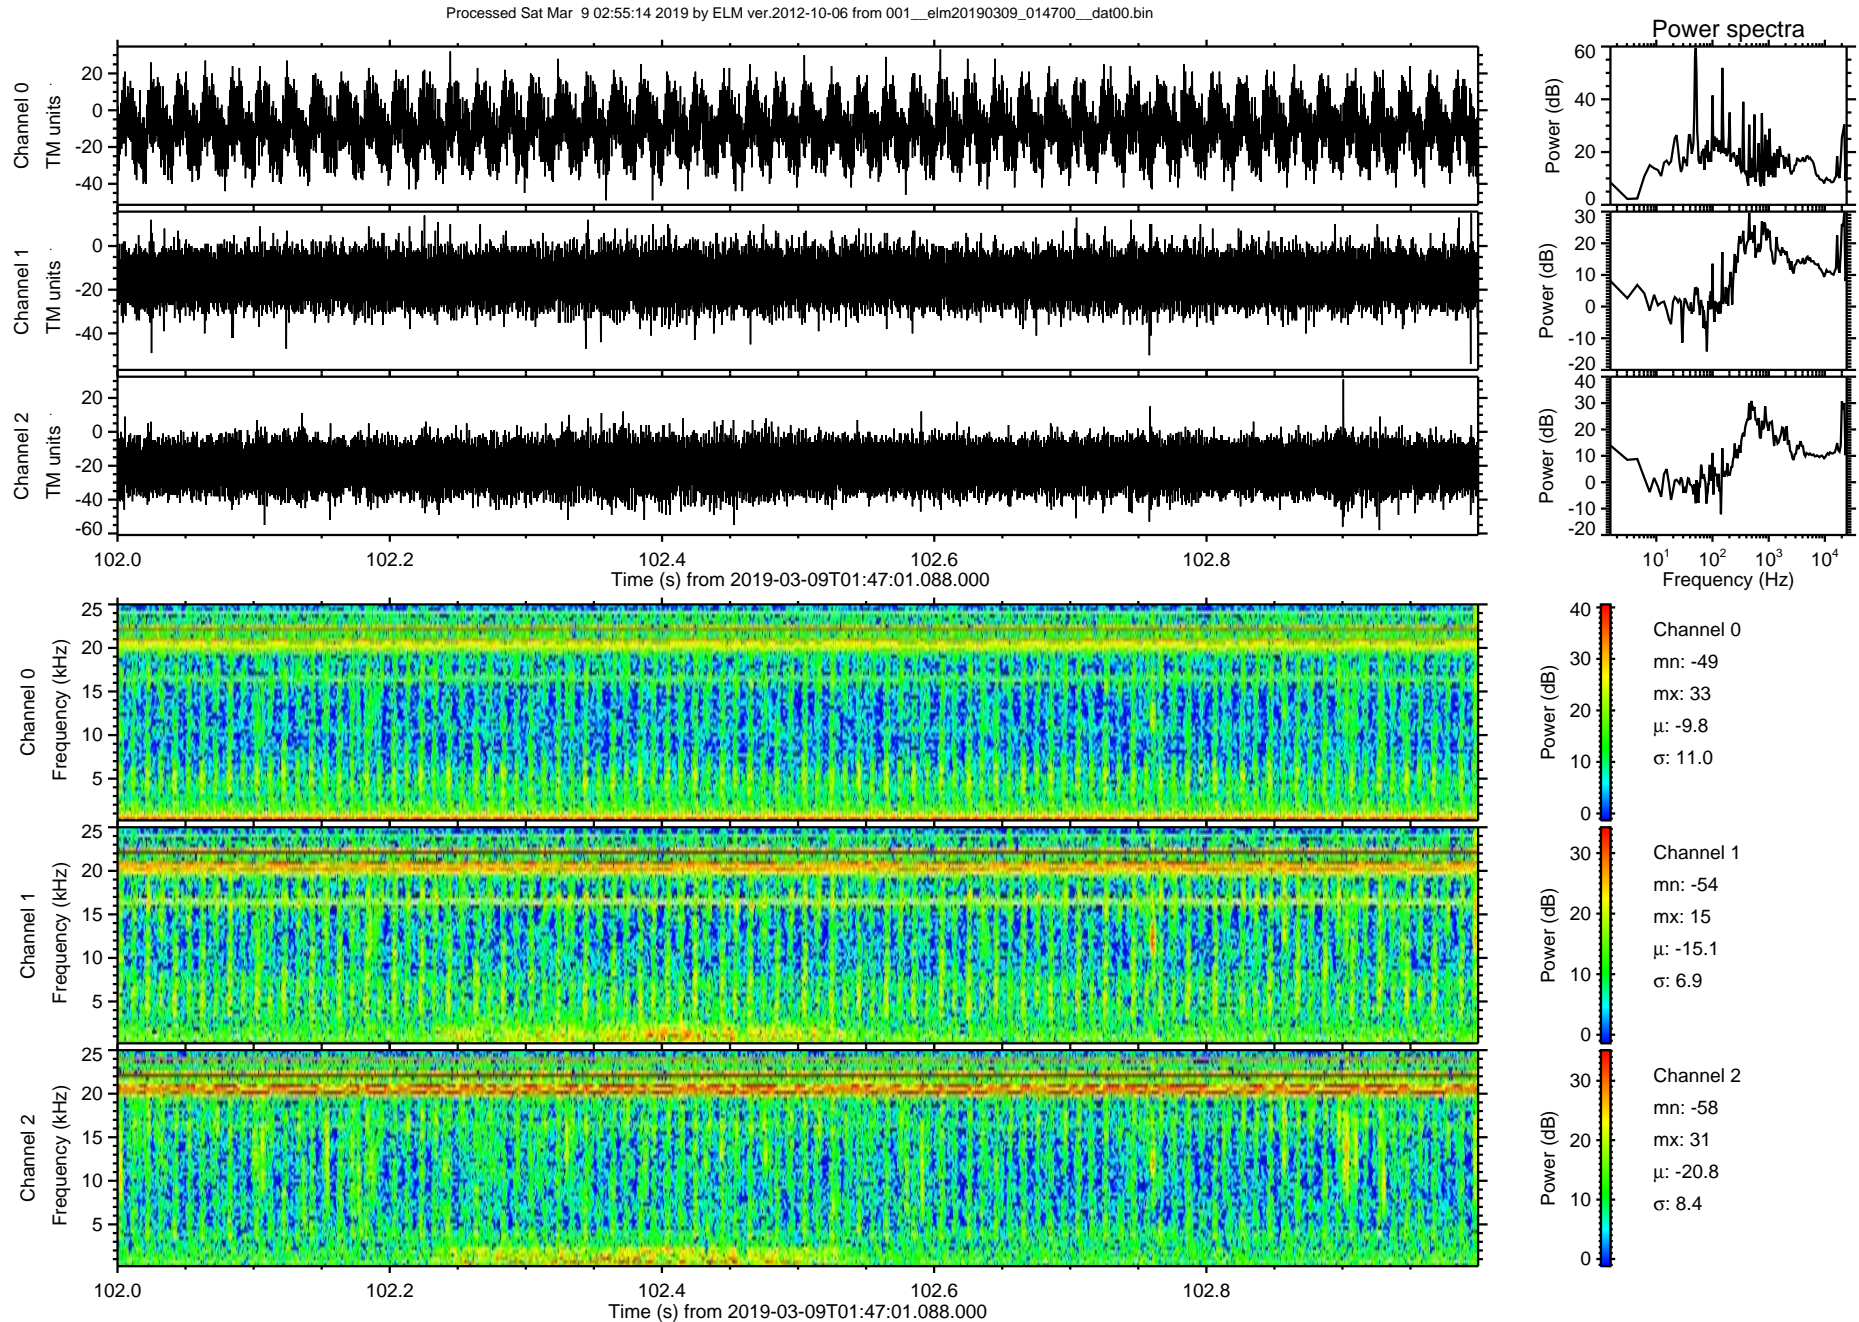 Processed Sat Mar  9 02:55:14 2019 by ELM ver.2012-10-06 from 001__elm20190309_014700__dat00.bin
Power spectra
Channel 0
TM units
20
0
-20
-40
Power (dB)
60
40
20
0
Channel 1
TM units
0
-20
-40
Power (dB)
30
20
10
0
-10
-20
Channel 2
TM units
20
0
-20
-40
-60
Power (dB)
40
30
20
10
0
-10
-20
102.0 102.2 102.4 102.6 102.8
Time (s) from 2019-03-09T01:47:01.088.000
10^1 10^2 10^3 10^4
Frequency (Hz)
Channel 0
Frequency (kHz)
25
20
15
10
5
Power (dB)
40
30
20
10
0
Channel 0
mn: -49
mx: 33
μ: -9.8
σ: 11.0
Channel 1
Frequency (kHz)
25
20
15
10
5
Power (dB)
30
20
10
0
Channel 1
mn: -54
mx: 15
μ: -15.1
σ: 6.9
Channel 2
Frequency (kHz)
25
20
15
10
5
Power (dB)
30
20
10
0
Channel 2
mn: -58
mx: 31
μ: -20.8
σ: 8.4
102.0 102.2 102.4 102.6 102.8
Time (s) from 2019-03-09T01:47:01.088.000